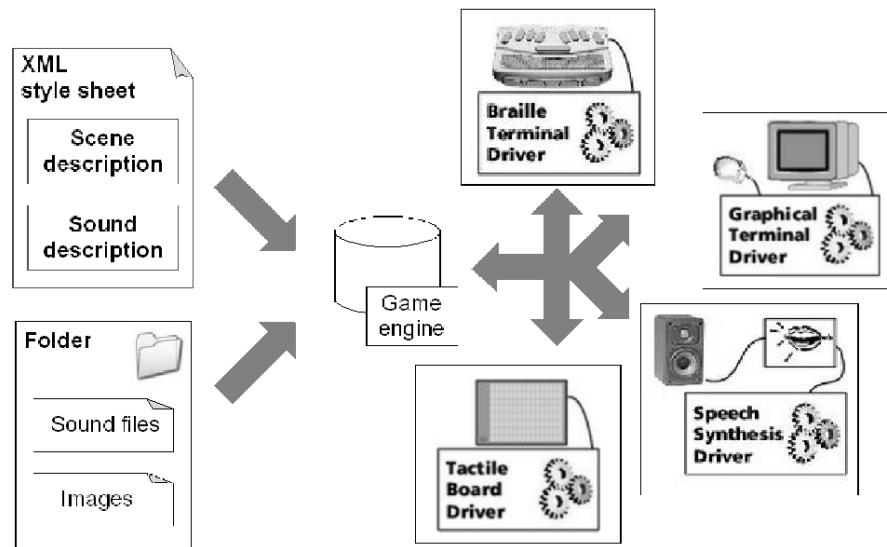 XML
style sheet
Scene
description
Sound
description
Folder
Sound files
Images
Game
engine
Braille
Terminal
Driver
Graphical
Terminal
Driver
Speech
Synthesis
Driver
Tactile
Board
Driver